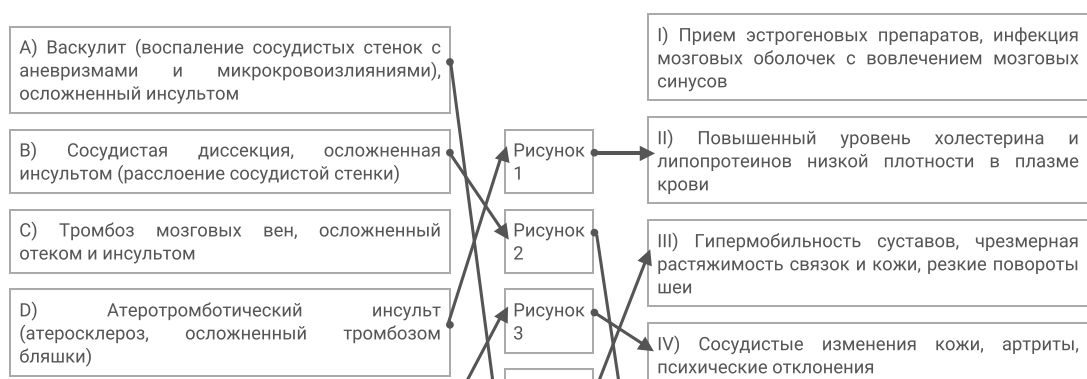 А) Васкулит (воспаление сосудистых стенок с
аневризмами и микрокровоизлияниями),
осложненный инсультом
В) Сосудистая диссекция, осложненная
инсультом (расслоение сосудистой стенки)
С) Тромбоз мозговых вен, осложненный
отеком и инсультом
D) Атеротромботический инсульт
(атеросклероз, осложненный тромбозом
бляшки)
Рисунок
1
Рисунок
2
Рисунок
3
I) Прием эстрогеновых препаратов, инфекция
мозговых оболочек с вовлечением мозговых
синусов
II) Повышенный уровень холестерина и
липопротеинов низкой плотности в плазме
крови
III) Гипермобильность суставов, чрезмерная
растяжимость связок и кожи, резкие повороты
шеи
IV) Сосудистые изменения кожи, артриты,
психические отклонения